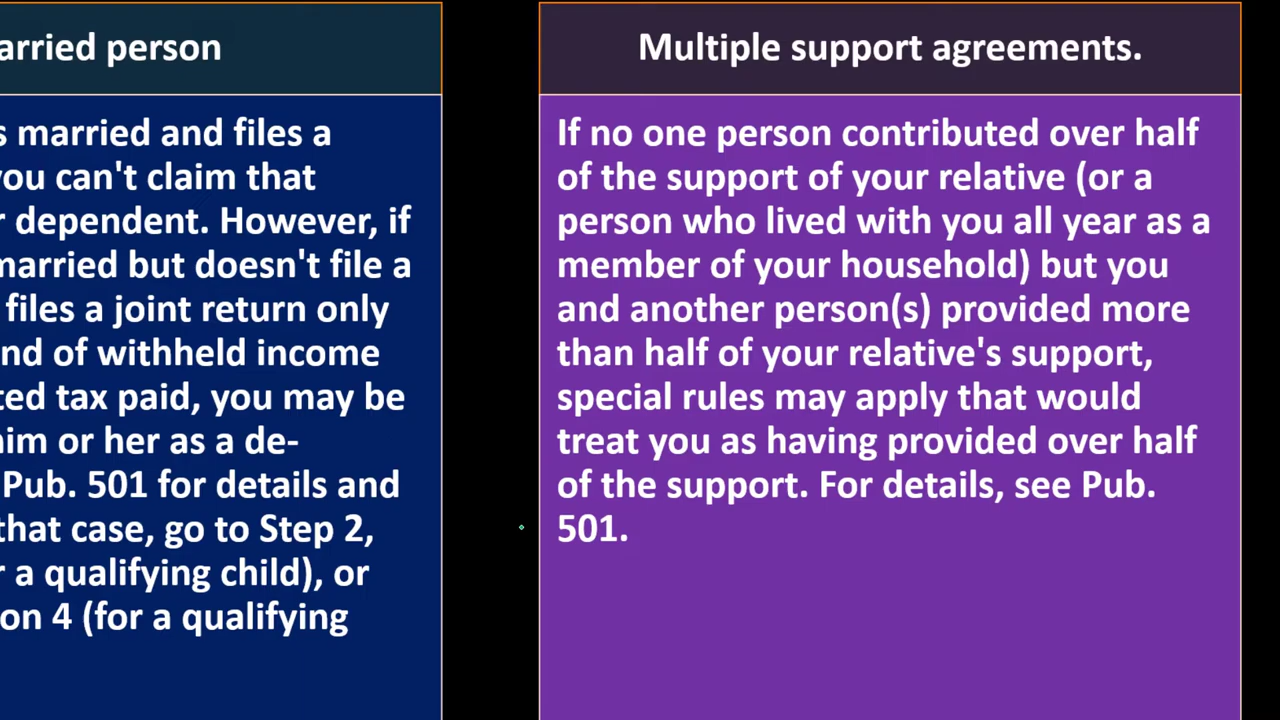 arried person
s married and files a
you can't claim that
r dependent. However, if
married but doesn't file a
files a joint return only
nd of withheld income
ted tax paid, you may be
him or her as a de-
Pub. 501 for details and
that case, go to Step 2,
r a qualifying child), or
on 4 (for a qualifying
Multiple support agreements.
If no one person contributed over half
of the support of your relative (or a
person who lived with you all year as a
member of your household) but you
and another person(s) provided more
than half of your relative's support,
special rules may apply that would
treat you as having provided over half
of the support. For details, see Pub.
501.